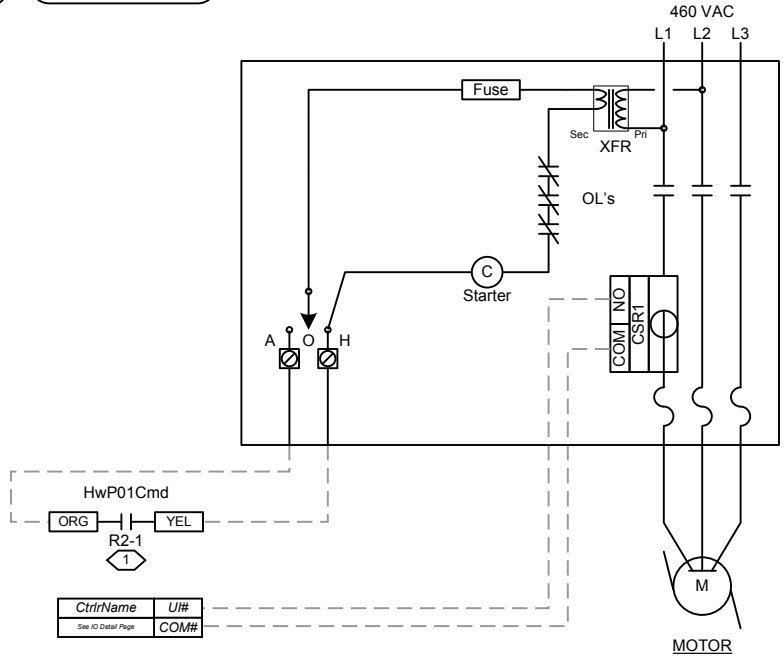 460 VAC
L1 L2 L3
Fuse
Sec Pri
XFR
OL's
C
Starter
NO
COM
CSR1
A O H
HwP01Cmd
ORG YEL
R2-1
1
CtrlrName UI#
See IO Detail Page COM#
M
MOTOR